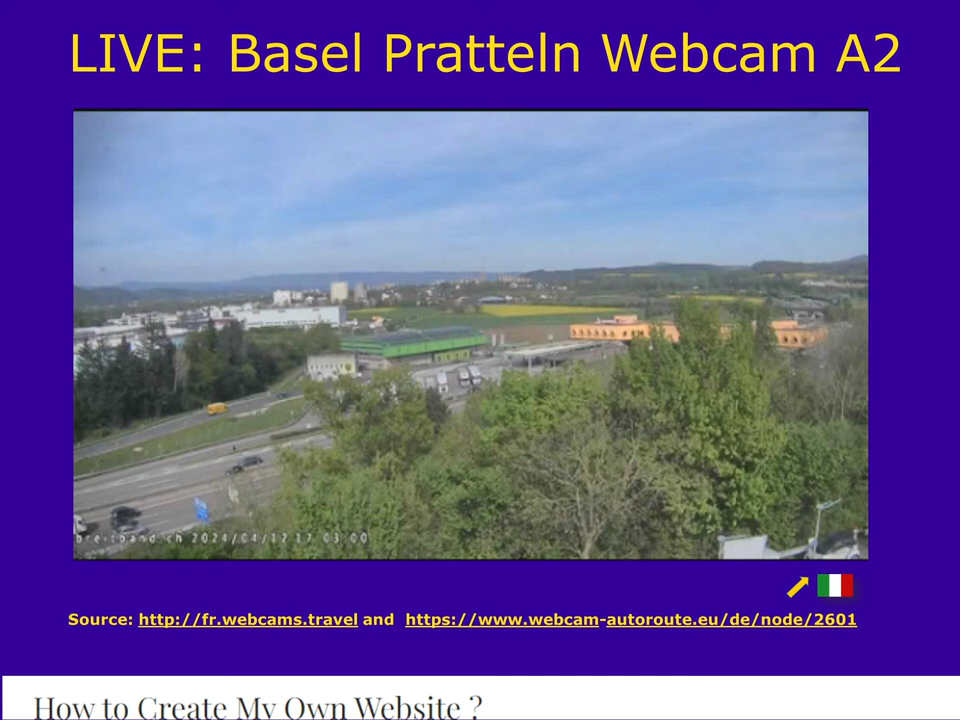 LIVE: Basel Pratteln Webcam A2
breitband.ch 2024/04/12 17 03:00
Source: http://fr.webcams.travel and https://www.webcam-autoroute.eu/de/node/2601
How to Create My Own Website ?